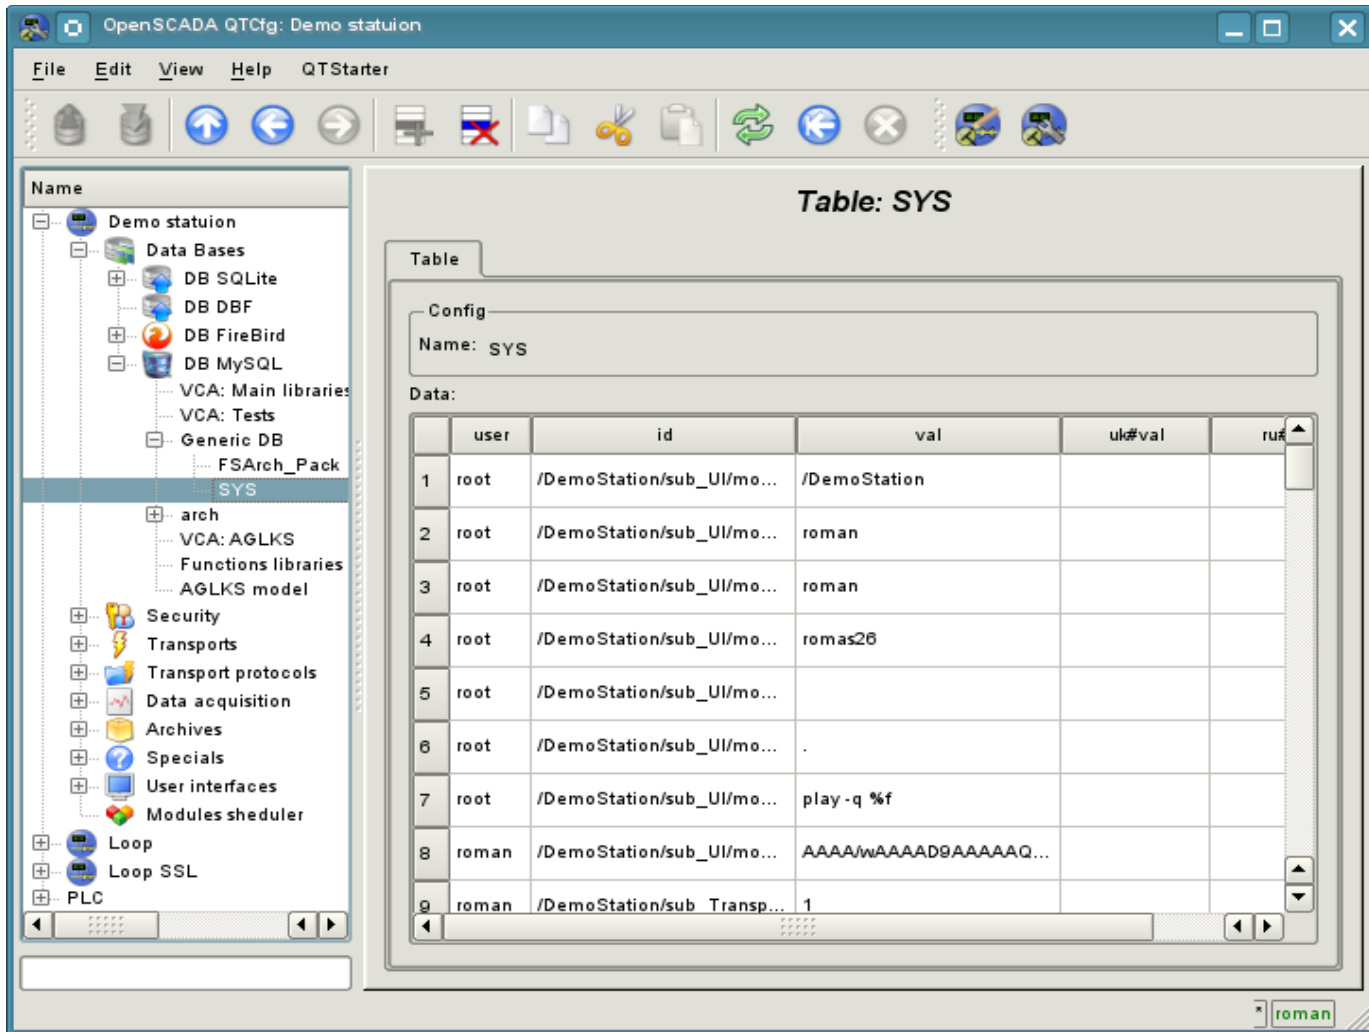 OpenSCADA QTCfg: Demo statuion
File Edit View Help QTStarter
Name
Demo statuion
Data Bases
DB SQLite
DB DBF
DB FireBird
DB MySQL
VCA: Main libraries
VCA: Tests
Generic DB
FSArch_Pack
SYS
arch
VCA: AGLKS
Functions libraries
AGLKS model
Security
Transports
Transport protocols
Data acquisition
Archives
Specials
User interfaces
Modules sheduler
Loop
Loop SSL
PLC
Table: SYS
Table
Config
Name: SYS
Data:
user id val uk#val ru#
1 root /DemoStation/sub_UI/mo... /DemoStation
2 root /DemoStation/sub_UI/mo... roman
3 root /DemoStation/sub_UI/mo... roman
4 root /DemoStation/sub_UI/mo... romas26
5 root /DemoStation/sub_UI/mo...
6 root /DemoStation/sub_UI/mo... .
7 root /DemoStation/sub_UI/mo... play -q %f
8 roman /DemoStation/sub_UI/mo... AAAA/wAAAAD9AAAAAQ...
9 roman /DemoStation/sub_Transp... 1
* roman